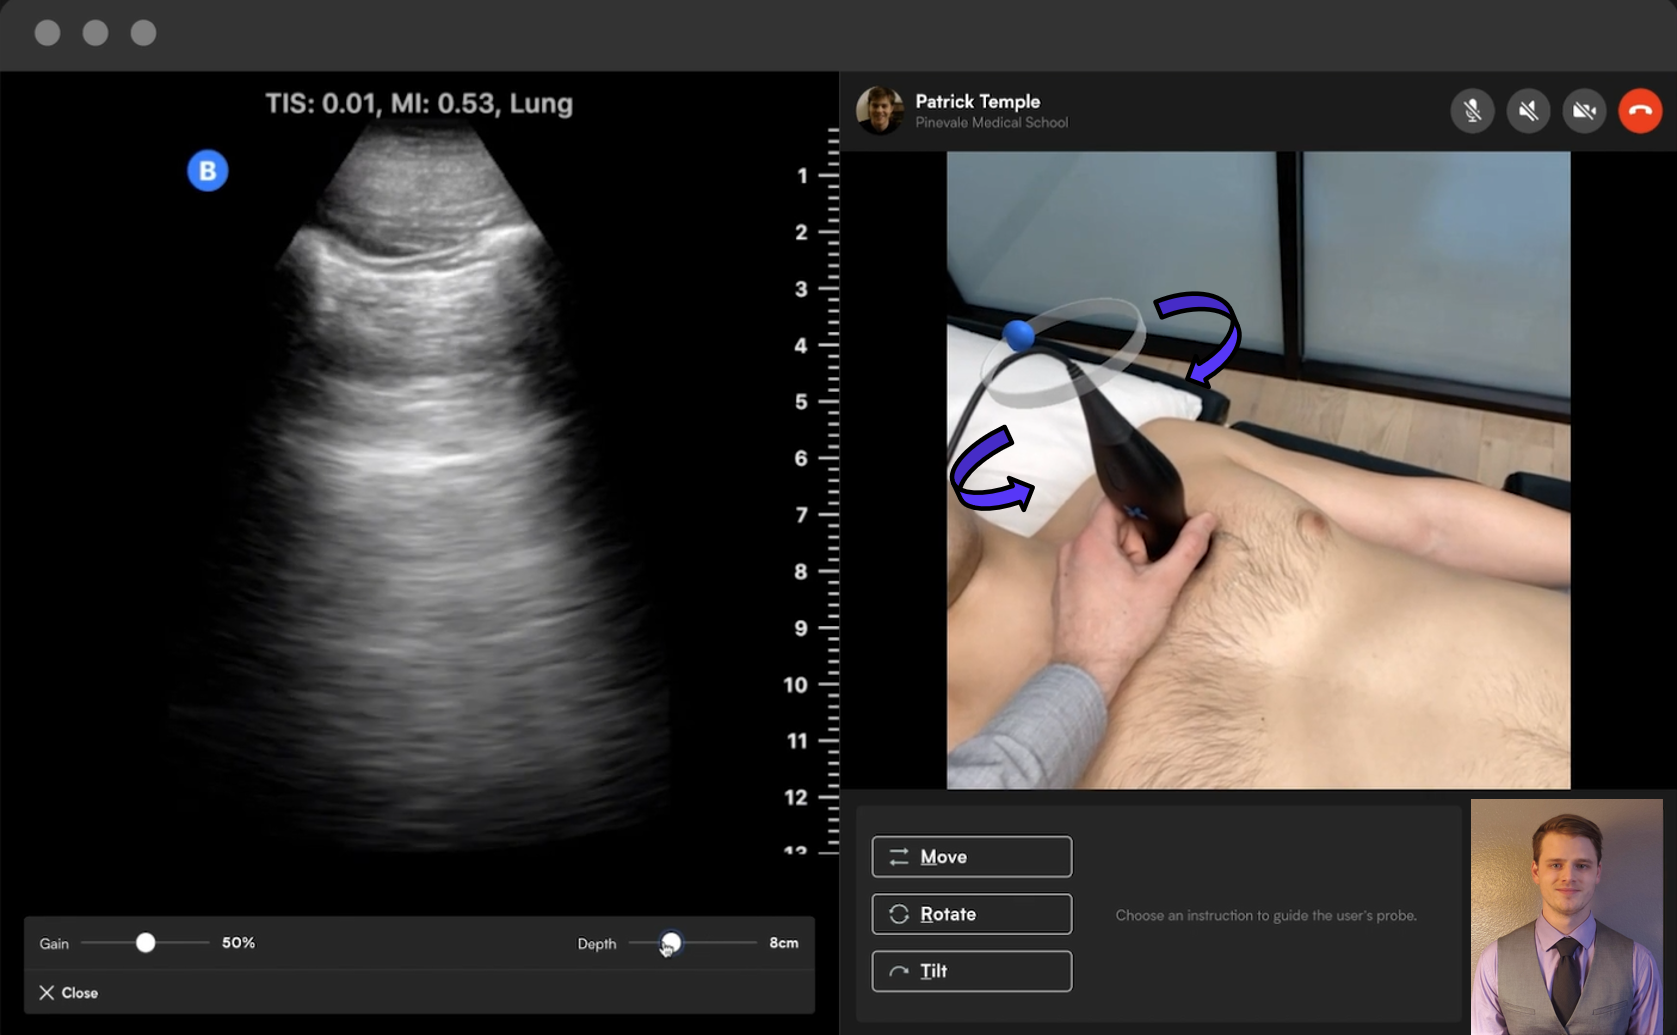 TIS: 0.01, MI: 0.53, Lung
B
1
2
3
4
5
6
7
8
9
10
11
12
13
Gain
50%
Depth
8cm
Close
Patrick Temple
Pinevale Medical School
Move
Rotate
Tilt
Choose an instruction to guide the user's probe.